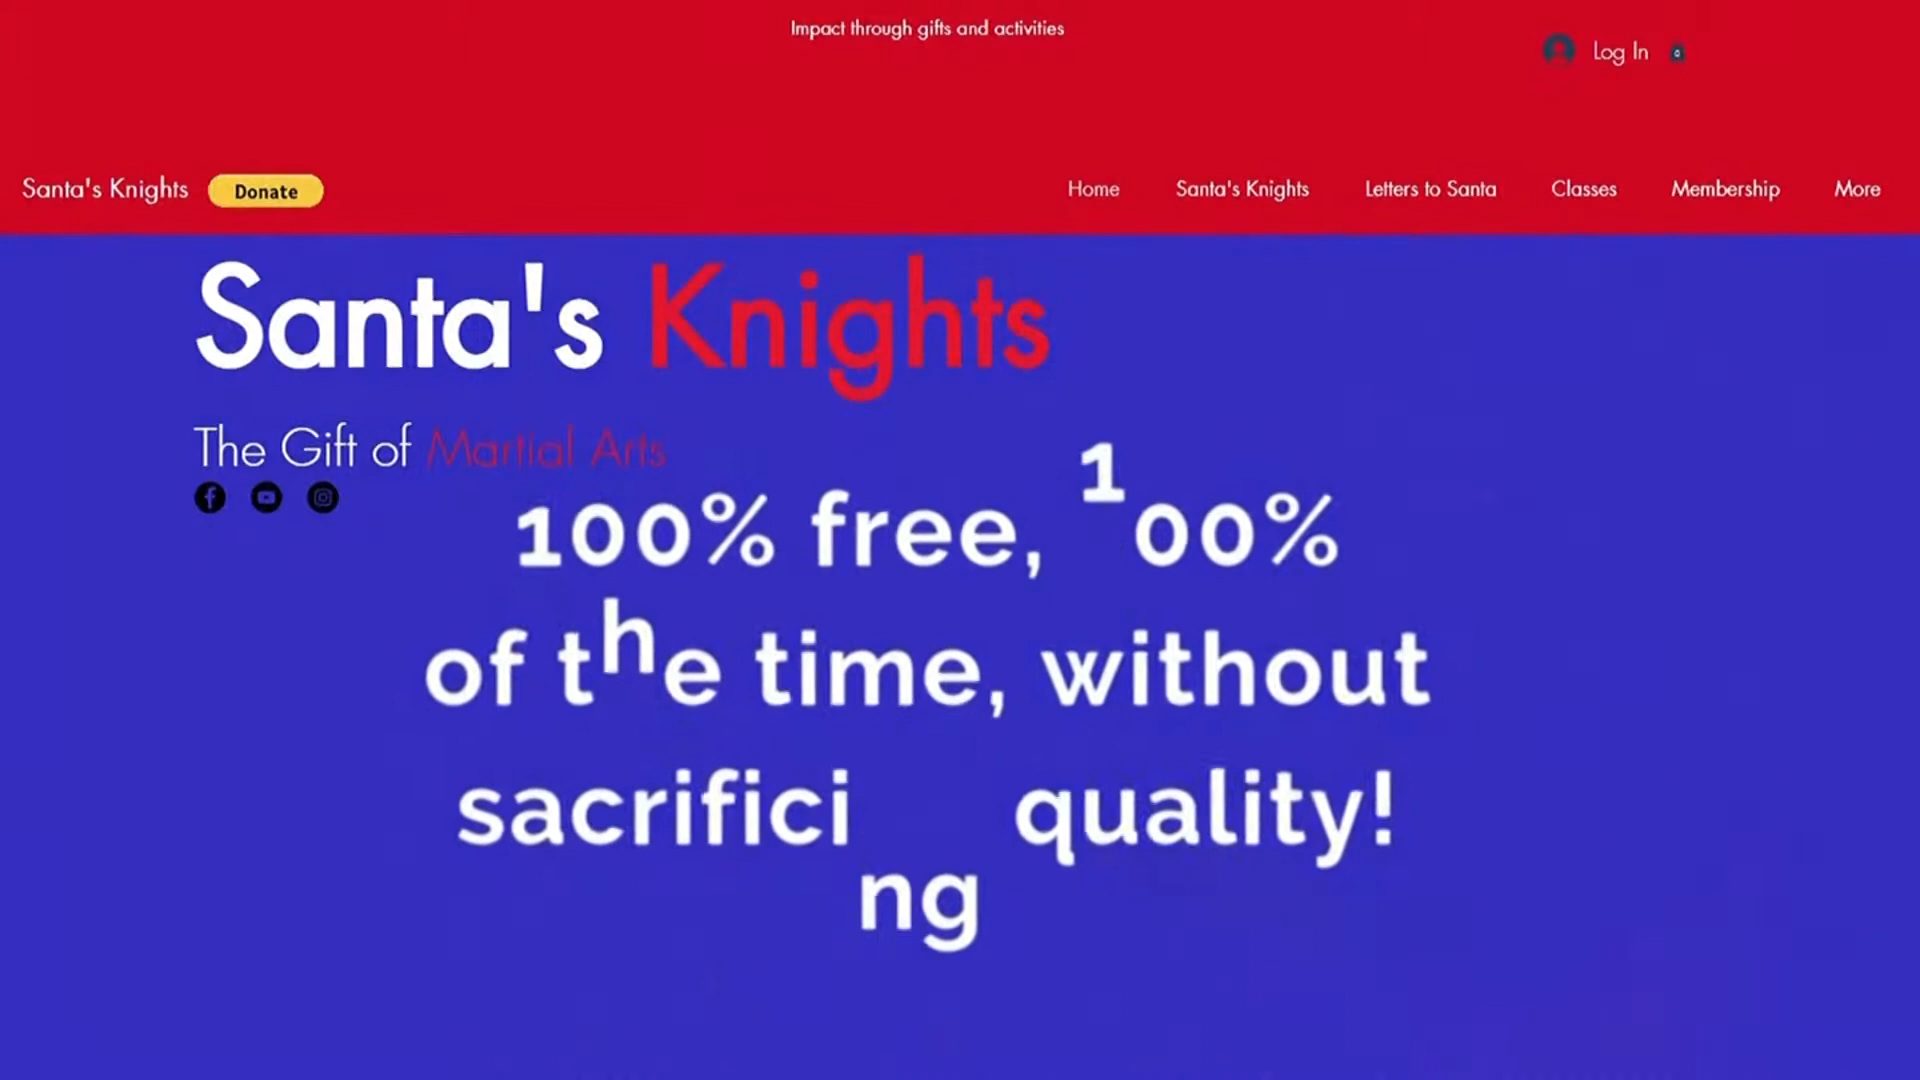 Impact through gifts and activities
Log In
0
Santa's Knights
Donate
Home
Santa's Knights
Letters to Santa
Classes
Membership
More
Santa's Knights
The Gift of Martial Arts
100% free, 100%
of the time, without
sacrificing quality!